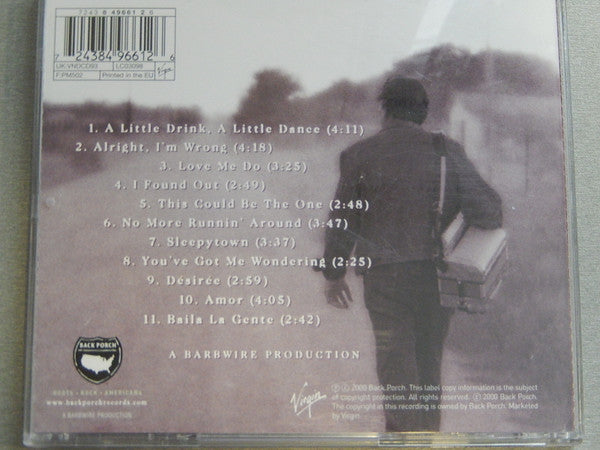 7243 8 49661 2 6
7 24384 96612 6
UK:VNDCD93 LC03098
F:PM502 Printed in the EU Virgin
1. A Little Drink, A Little Dance (4:11)
2. Alright, I'm Wrong (4:18)
3. Love Me Do (3:25)
4. I Found Out (2:49)
5. This Could Be The One (2:48)
6. No More Runnin' Around (3:47)
7. Sleepytown (3:37)
8. You've Got Me Wondering (2:25)
9. Désirée (2:59)
10. Amor (4:05)
11. Baila La Gente (2:42)
A BARBWIRE PRODUCTION
BACK PORCH
ROOTS • ROCK • AMERICANA
www.backporchrecords.com
A BARBWIRE PRODUCTION
Virgin
Ⓟ © 2000 Back Porch. This label copy information is the subject
of copyright protection. All rights reserved. © 2000 Back Porch.
The copyright in this recording is owned by Back Porch. Marketed
by Virgin.